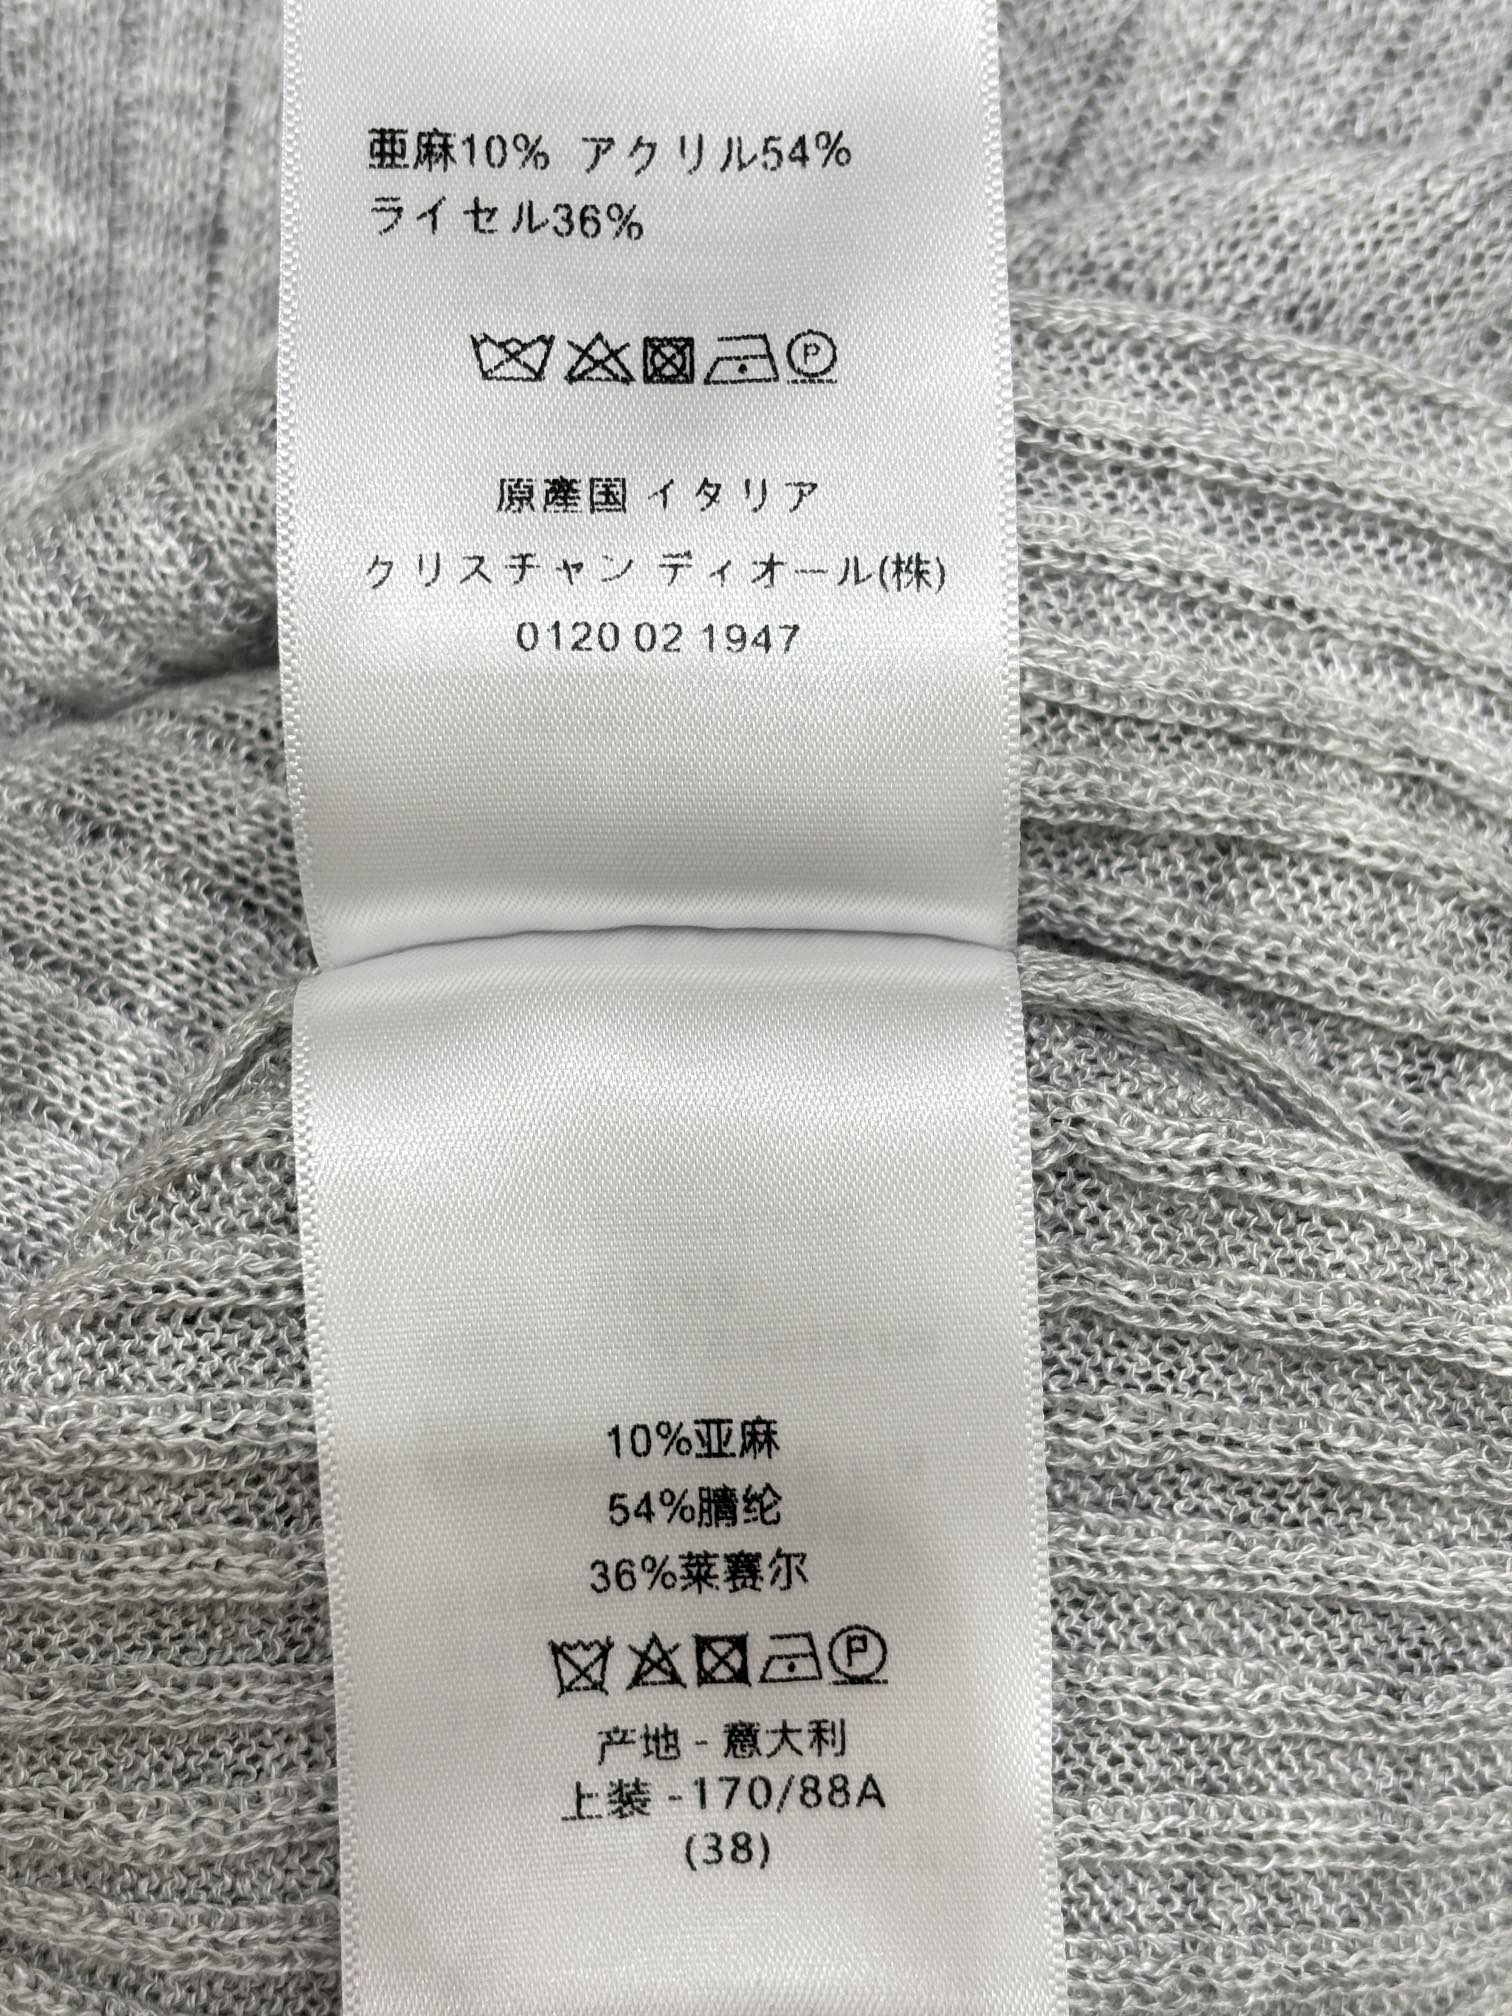 亜麻10% アクリル54%
ライセル36%
P
原產国 イタリア
クリスチャン ディオール(株)
0120 02 1947
10%亚麻
54%腈纶
36%莱赛尔
P
产地 - 意大利
上装 -170/88A
(38)